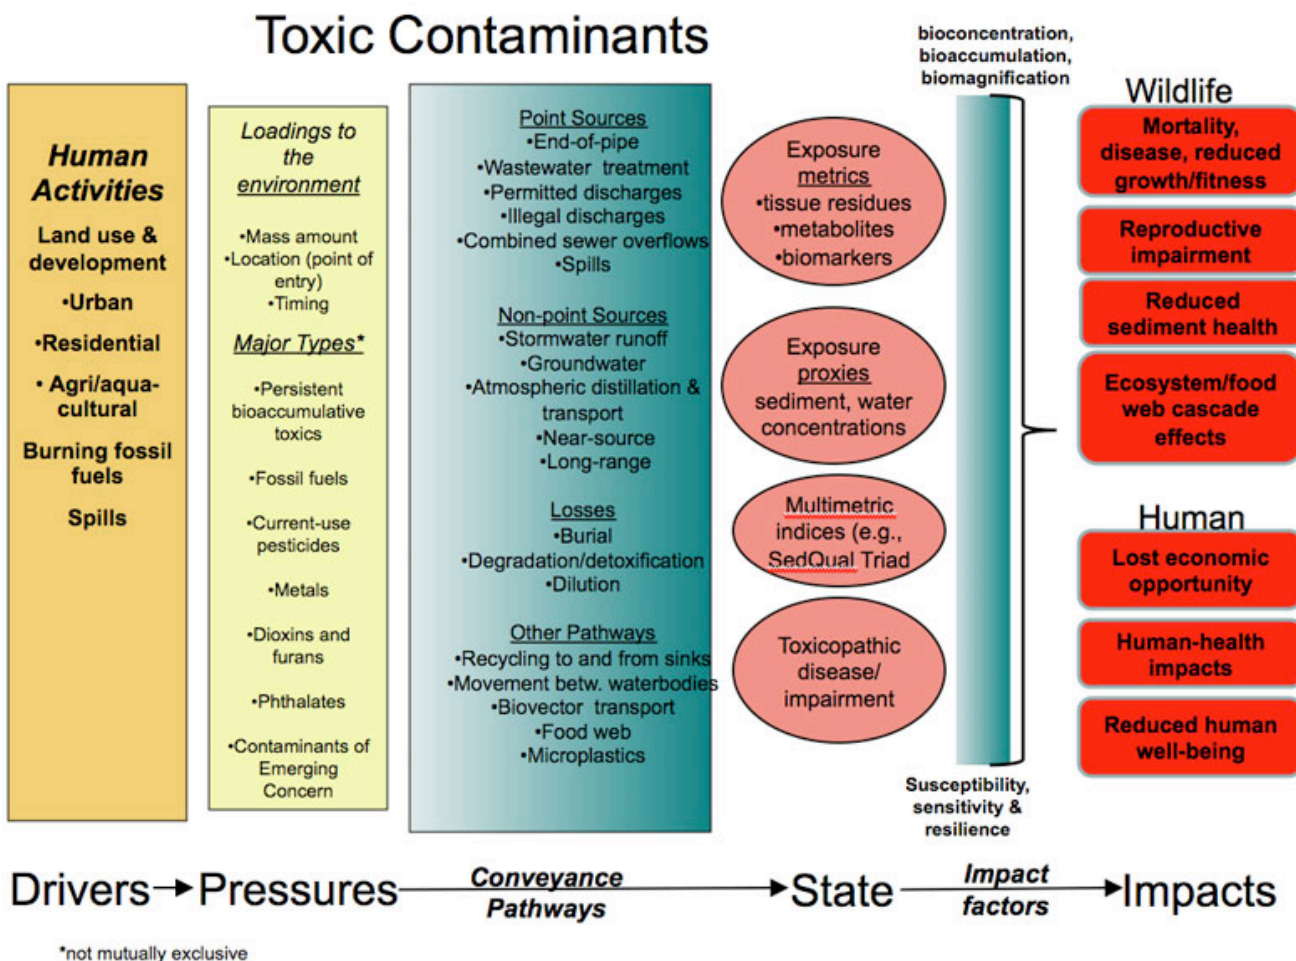 Toxic Contaminants
Human
Activities
Land use &
development
•Urban
•Residential
• Agri/aqua-
cultural
Burning fossil
fuels
Spills
Loadings to
the
environment
•Mass amount
•Location (point of
entry)
•Timing
Major Types*
•Persistent
bioaccumulative
toxics
•Fossil fuels
•Current-use
pesticides
•Metals
•Dioxins and
furans
•Phthalates
•Contaminants of
Emerging
Concern
Point Sources
•End-of-pipe
•Wastewater treatment
•Permitted discharges
•Illegal discharges
•Combined sewer overflows
•Spills
Non-point Sources
•Stormwater runoff
•Groundwater
•Atmospheric distillation &
transport
•Near-source
•Long-range
Losses
•Burial
•Degradation/detoxification
•Dilution
Other Pathways
•Recycling to and from sinks
•Movement betw. waterbodies
•Biovector transport
•Food web
•Microplastics
Exposure
metrics
•tissue residues
•metabolites
•biomarkers
Exposure
proxies
sediment, water
concentrations
Multimetric
indices (e.g.,
SedQual Triad
Toxicopathic
disease/
impairment
bioconcentration,
bioaccumulation,
biomagnification
Susceptibility,
sensitivity &
resilience
Wildlife
Mortality,
disease, reduced
growth/fitness
Reproductive
impairment
Reduced
sediment health
Ecosystem/food
web cascade
effects
Human
Lost economic
opportunity
Human-health
impacts
Reduced human
well-being
Drivers
Pressures
Conveyance
Pathways
State
Impact
factors
Impacts
*not mutually exclusive